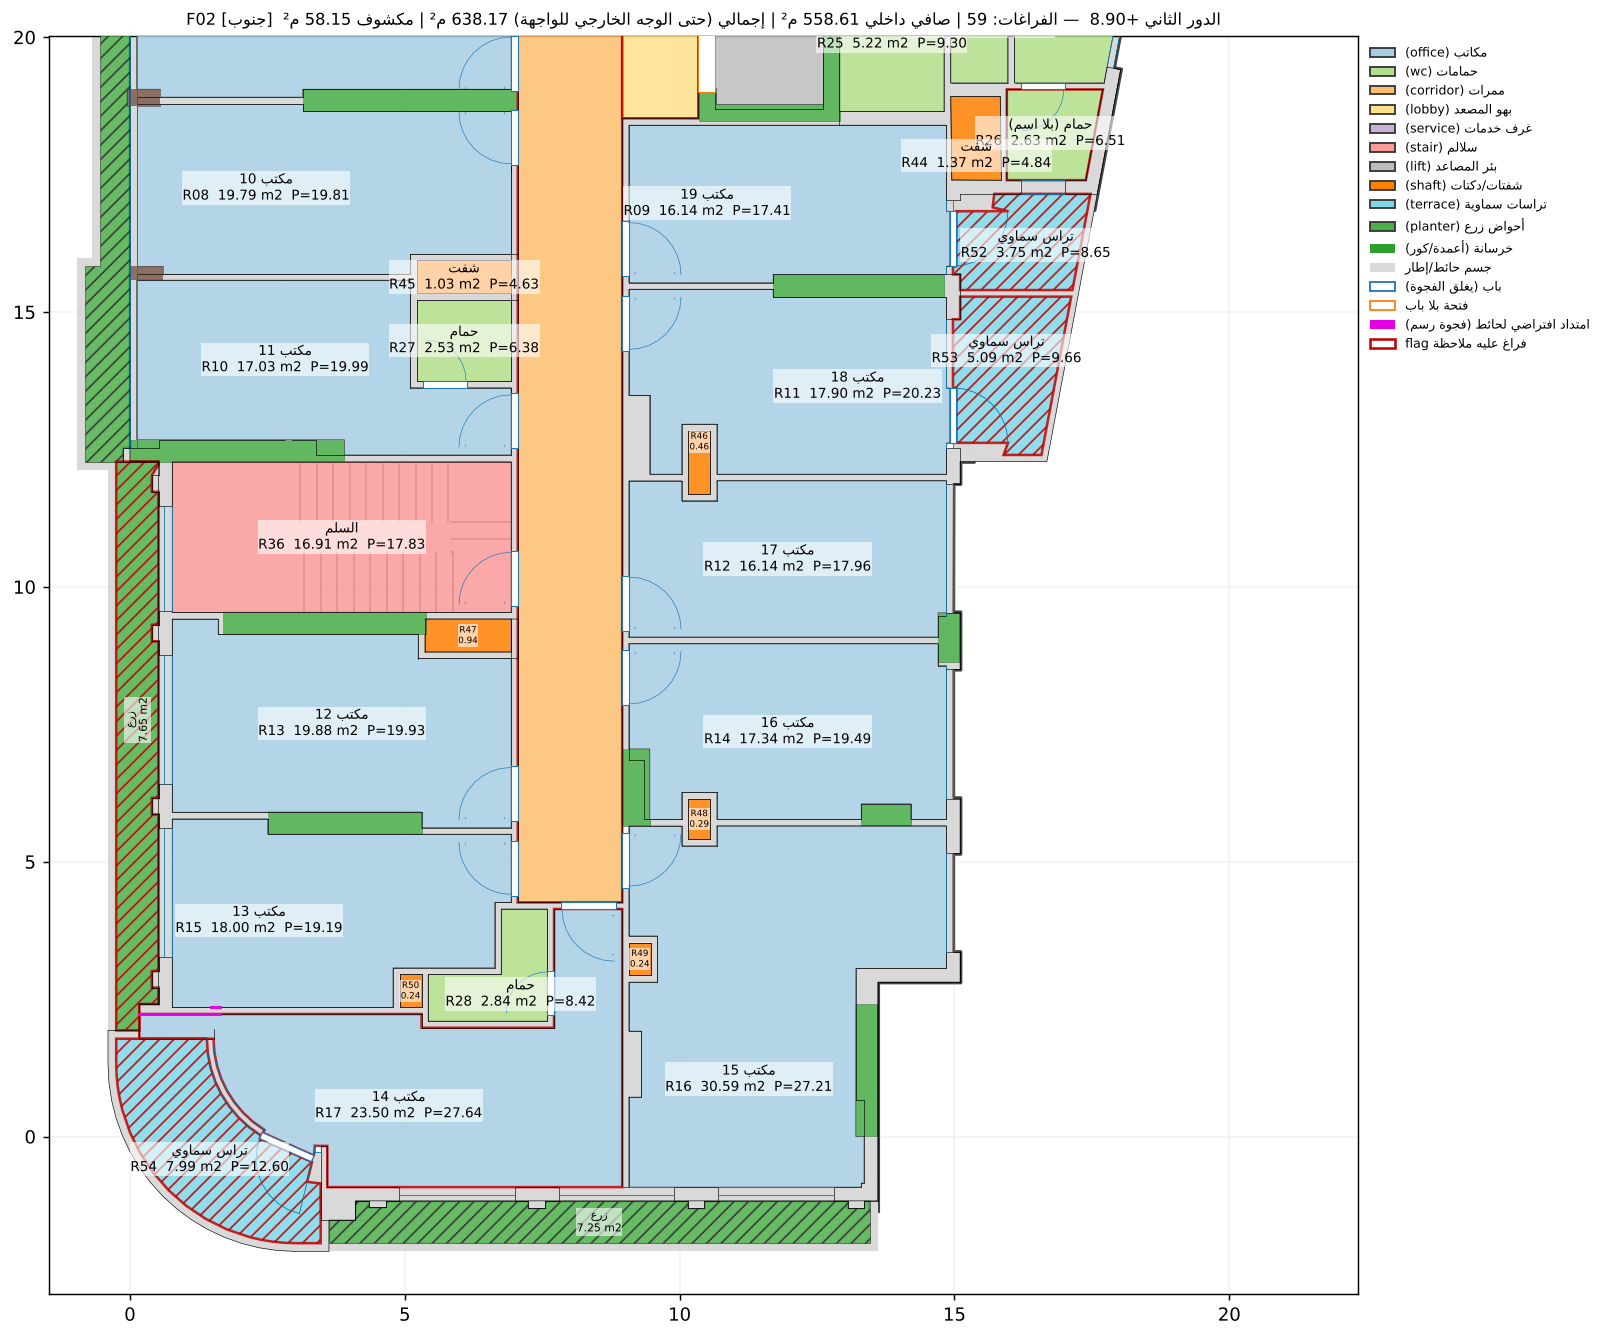 الدور الثاني +8.90 — الفراغات: 59 | صافي داخلي 558.61 م² | إجمالي (حتى الوجه الخارجي للواجهة) 638.17 م² | مكشوف 58.15 م² [جنوب] F02
مكاتب (office)
حمامات (wc)
ممرات (corridor)
بهو المصعد (lobby)
غرف خدمات (service)
سلالم (stair)
بئر المصاعد (lift)
شفتات/دكتات (shaft)
تراسات سماوية (terrace)
أحواض زرع (planter)
خرسانة (أعمدة/كور)
جسم حائط/إطار
باب (يغلق الفجوة)
فتحة بلا باب
امتداد افتراضي لحائط (فجوة رسم)
فراغ عليه ملاحظة flag
R25 5.22 m2 P=9.30
حمام (بلا اسم)
R26 2.63 m2 P=6.51
شفت
R44 1.37 m2 P=4.84
مكتب 10
R08 19.79 m2 P=19.81
مكتب 19
R09 16.14 m2 P=17.41
تراس سماوي
R52 3.75 m2 P=8.65
شفت
R45 1.03 m2 P=4.63
حمام
R27 2.53 m2 P=6.38
مكتب 11
R10 17.03 m2 P=19.99
تراس سماوي
R53 5.09 m2 P=9.66
مكتب 18
R11 17.90 m2 P=20.23
R46
0.46
السلم
R36 16.91 m2 P=17.83
مكتب 17
R12 16.14 m2 P=17.96
R47
0.94
زرع
7.65 m2
مكتب 12
R13 19.88 m2 P=19.93
مكتب 16
R14 17.34 m2 P=19.49
R48
0.29
مكتب 13
R15 18.00 m2 P=19.19
R49
0.24
R50
0.24
حمام
R28 2.84 m2 P=8.42
مكتب 15
R16 30.59 m2 P=27.21
مكتب 14
R17 23.50 m2 P=27.64
تراس سماوي
R54 7.99 m2 P=12.60
زرع
7.25 m2
20
15
10
5
0
0 5 10 15 20